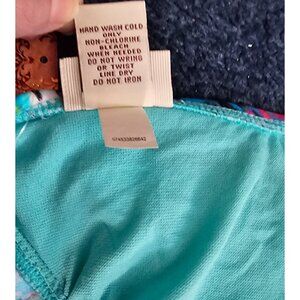 HAND WASH COLD
ONLY
NON-CHLORINE
BLEACH
WHEN NEEDED
DO NOT WRING
OR TWIST
LINE DRY
DO NOT IRON